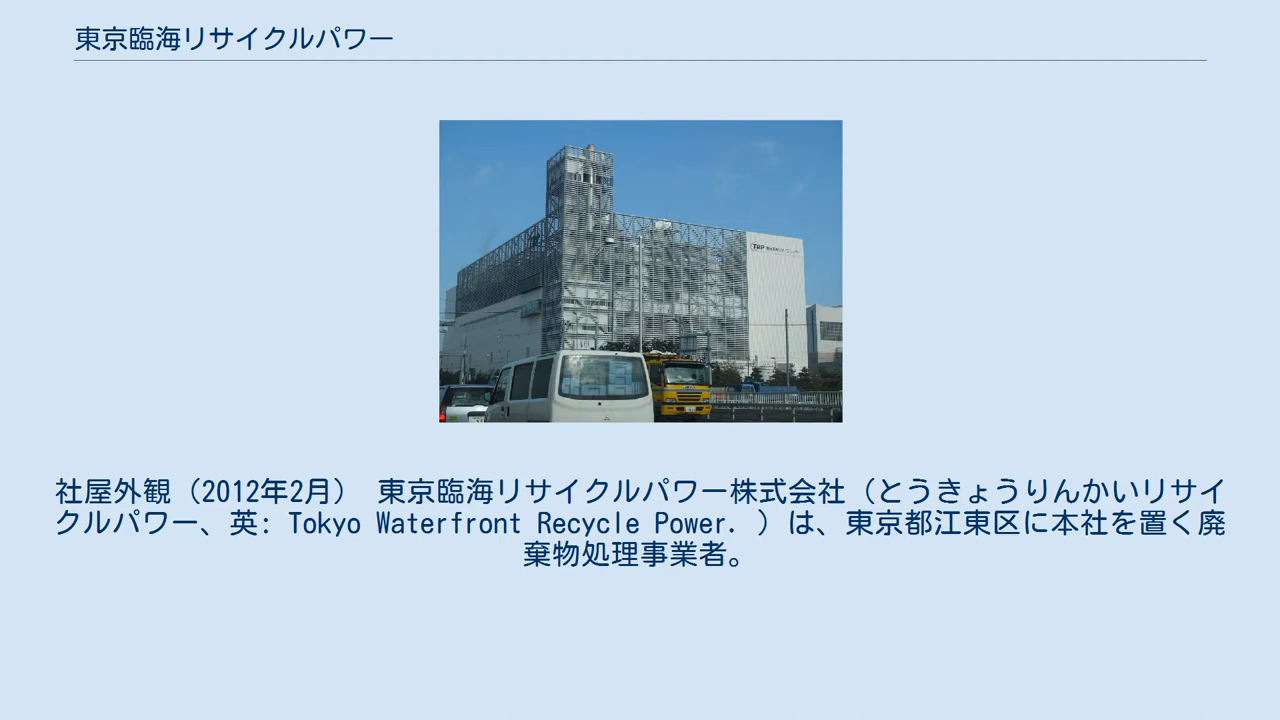 東京臨海リサイクルパワー
TRP
社屋外観（2012年2月） 東京臨海リサイクルパワー株式会社（とうきょうりんかいリサイ
クルパワー、英: Tokyo Waterfront Recycle Power. ）は、東京都江東区に本社を置く廃
棄物処理事業者。